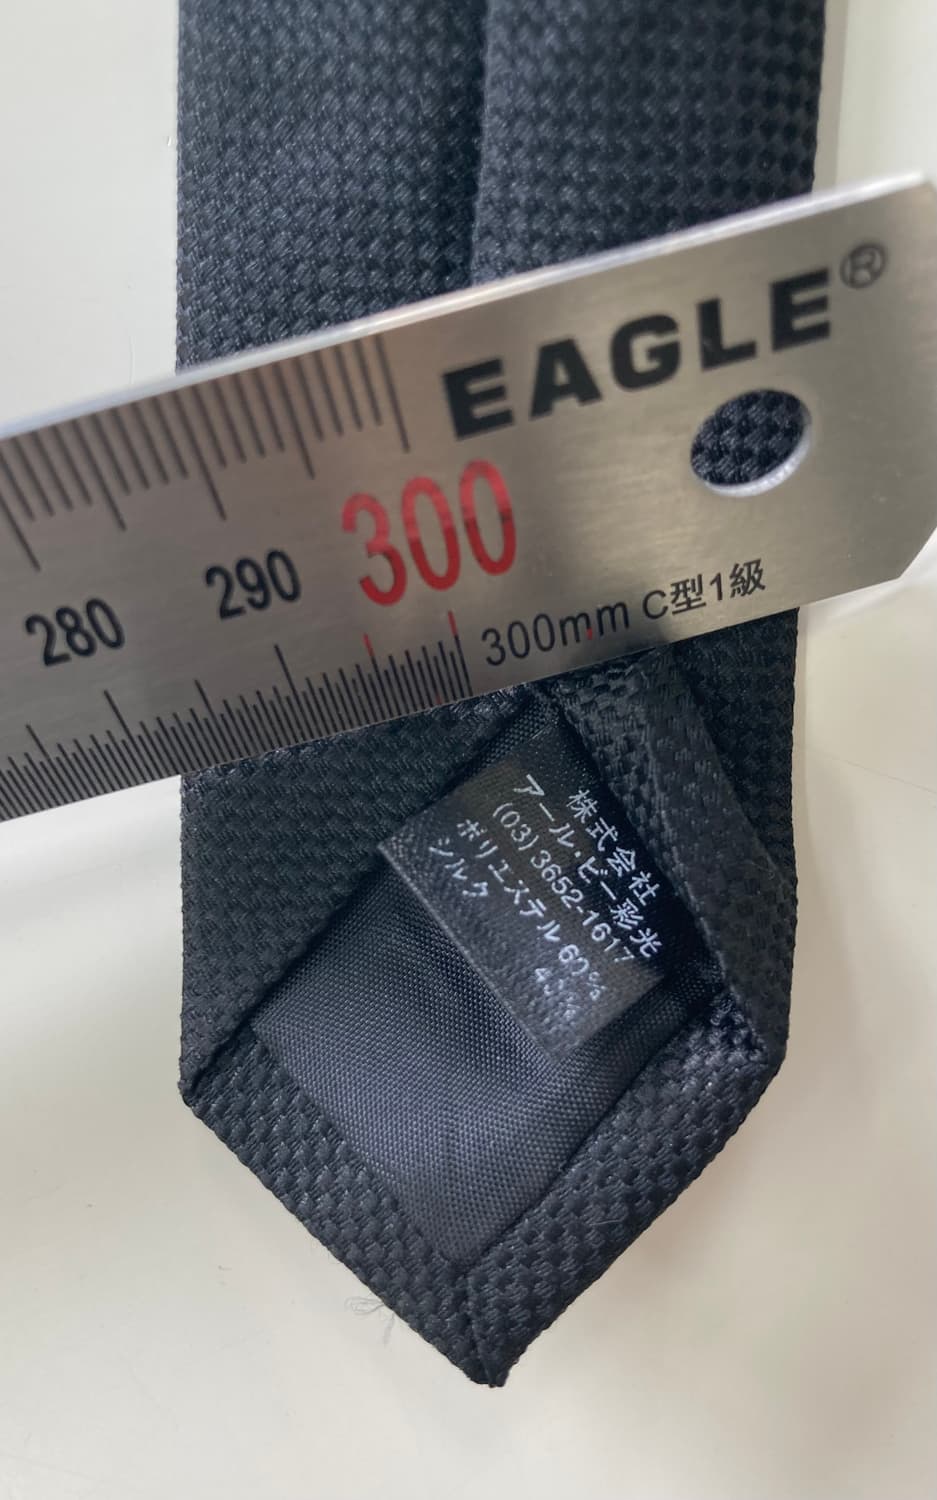 EAGLE®
280 290 300
300mm C型1級
株式会社
アール・ビー彩光
(03) 3652-1617
ポリエステル 60%
シルク